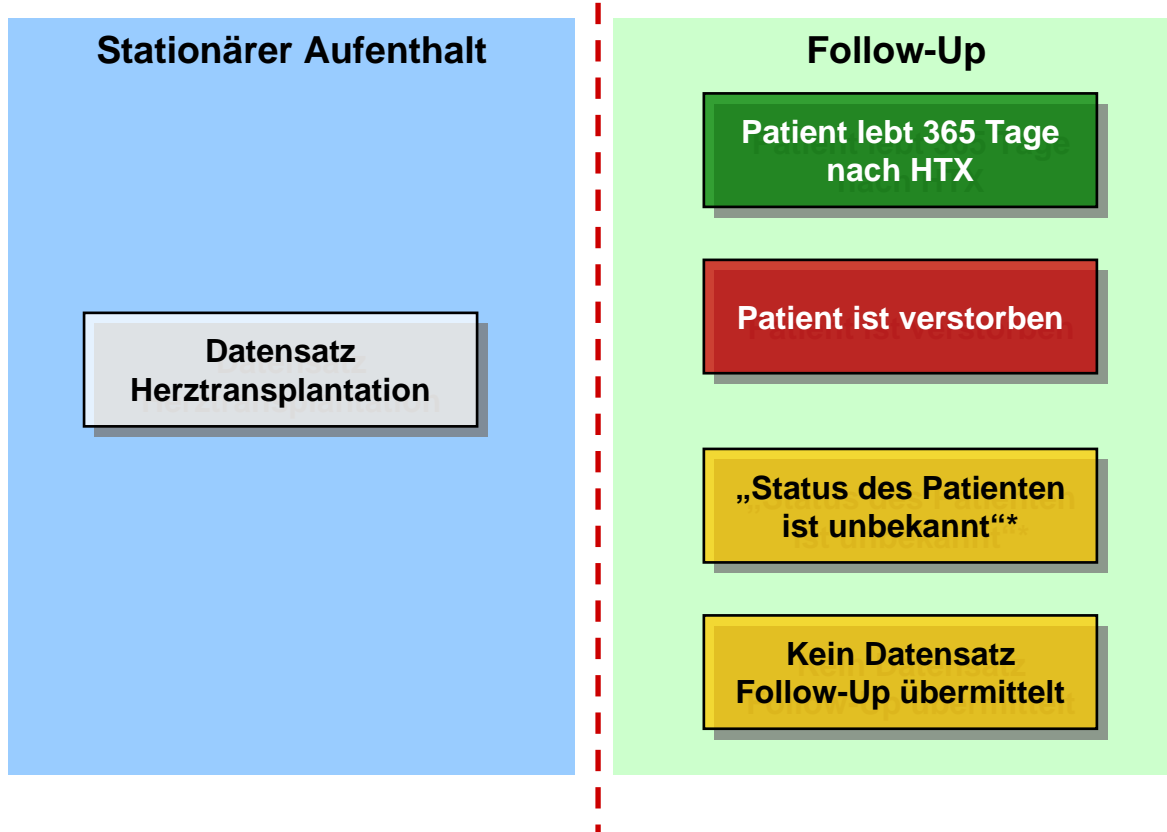 Stationärer Aufenthalt
Datensatz
Herztransplantation
Follow-Up
Patient lebt 365 Tage
nach HTX
Patient ist verstorben
„Status des Patienten
ist unbekannt“*
Kein Datensatz
Follow-Up übermittelt